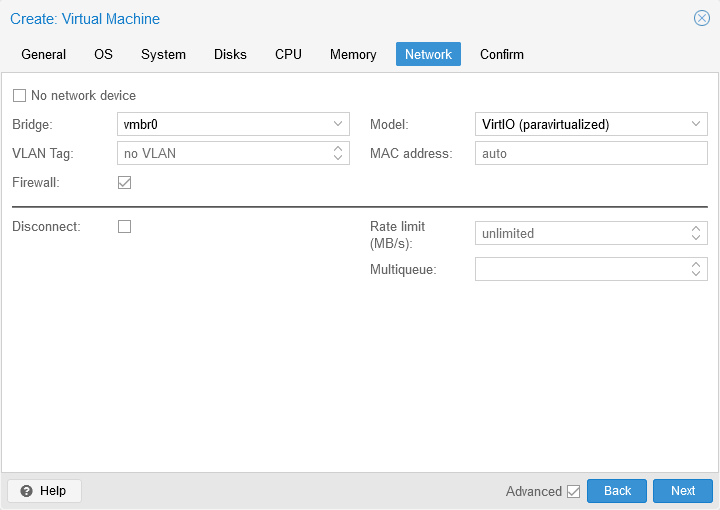 Create: Virtual Machine
General OS System Disks CPU Memory Network Confirm
No network device
Bridge: vmbr0 Model: VirtIO (paravirtualized)
VLAN Tag: no VLAN MAC address: auto
Firewall:
Disconnect: Rate limit (MB/s): unlimited
Multiqueue:
Help Advanced Back Next